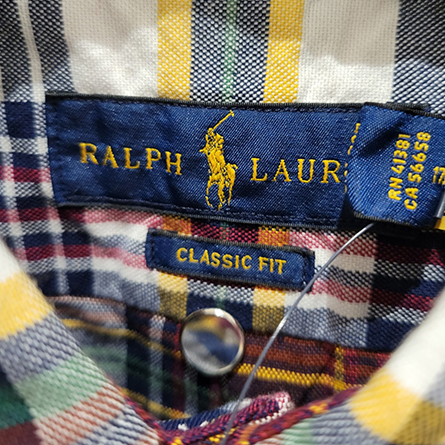 RALPH LAUR
RN 41381
CA 56658
CLASSIC FIT